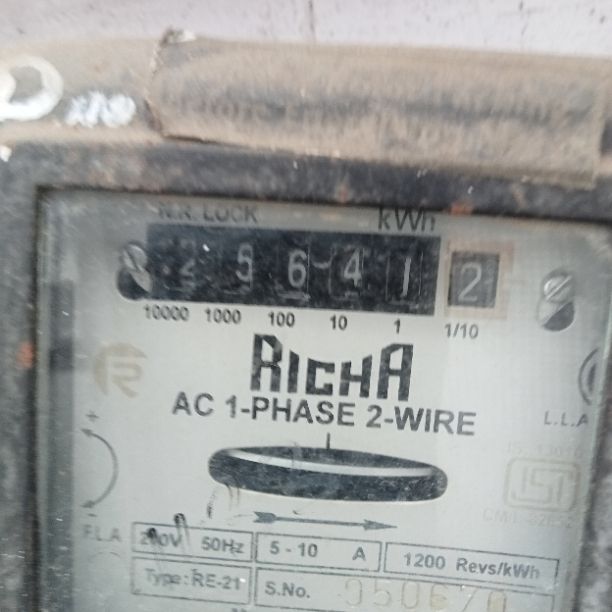 N.R. LOCK kWh
2 5 6 4 1 2
10000 1000 100 10 1 1/10
RICHA
AC 1-PHASE 2-WIRE
L.L.A
+
-
F.L.A
240V 50Hz 5 - 10 A 1200 Revs/kWh
Type: RE-21 S.No.